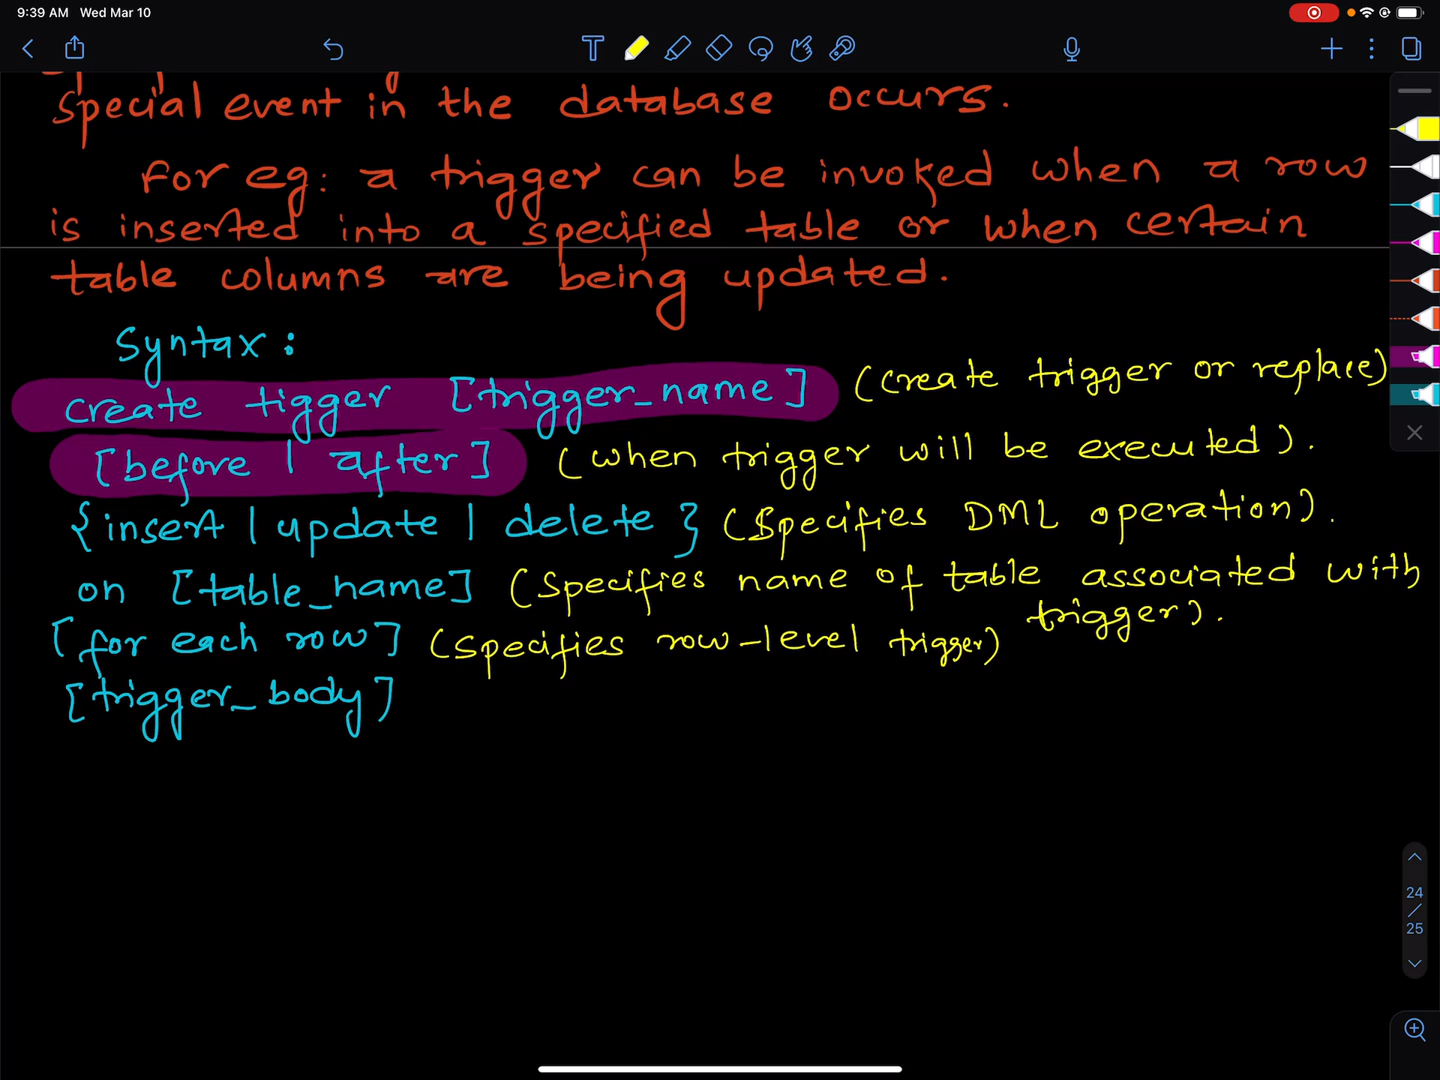 9:39 AM Wed Mar 10
special event in the database occurs.
For eg: a trigger can be invoked when a row
is inserted into a specified table or when certain
table columns are being updated.
Syntax:
create tigger [trigger_name] (create trigger or replace)
[before | after] (when trigger will be executed).
{insert | update | delete } (Specifies DML operation).
on [table_name] (specifies name of table associated with
trigger).
[for each row] (specifies row-level trigger)
[trigger_body]
24
/
25